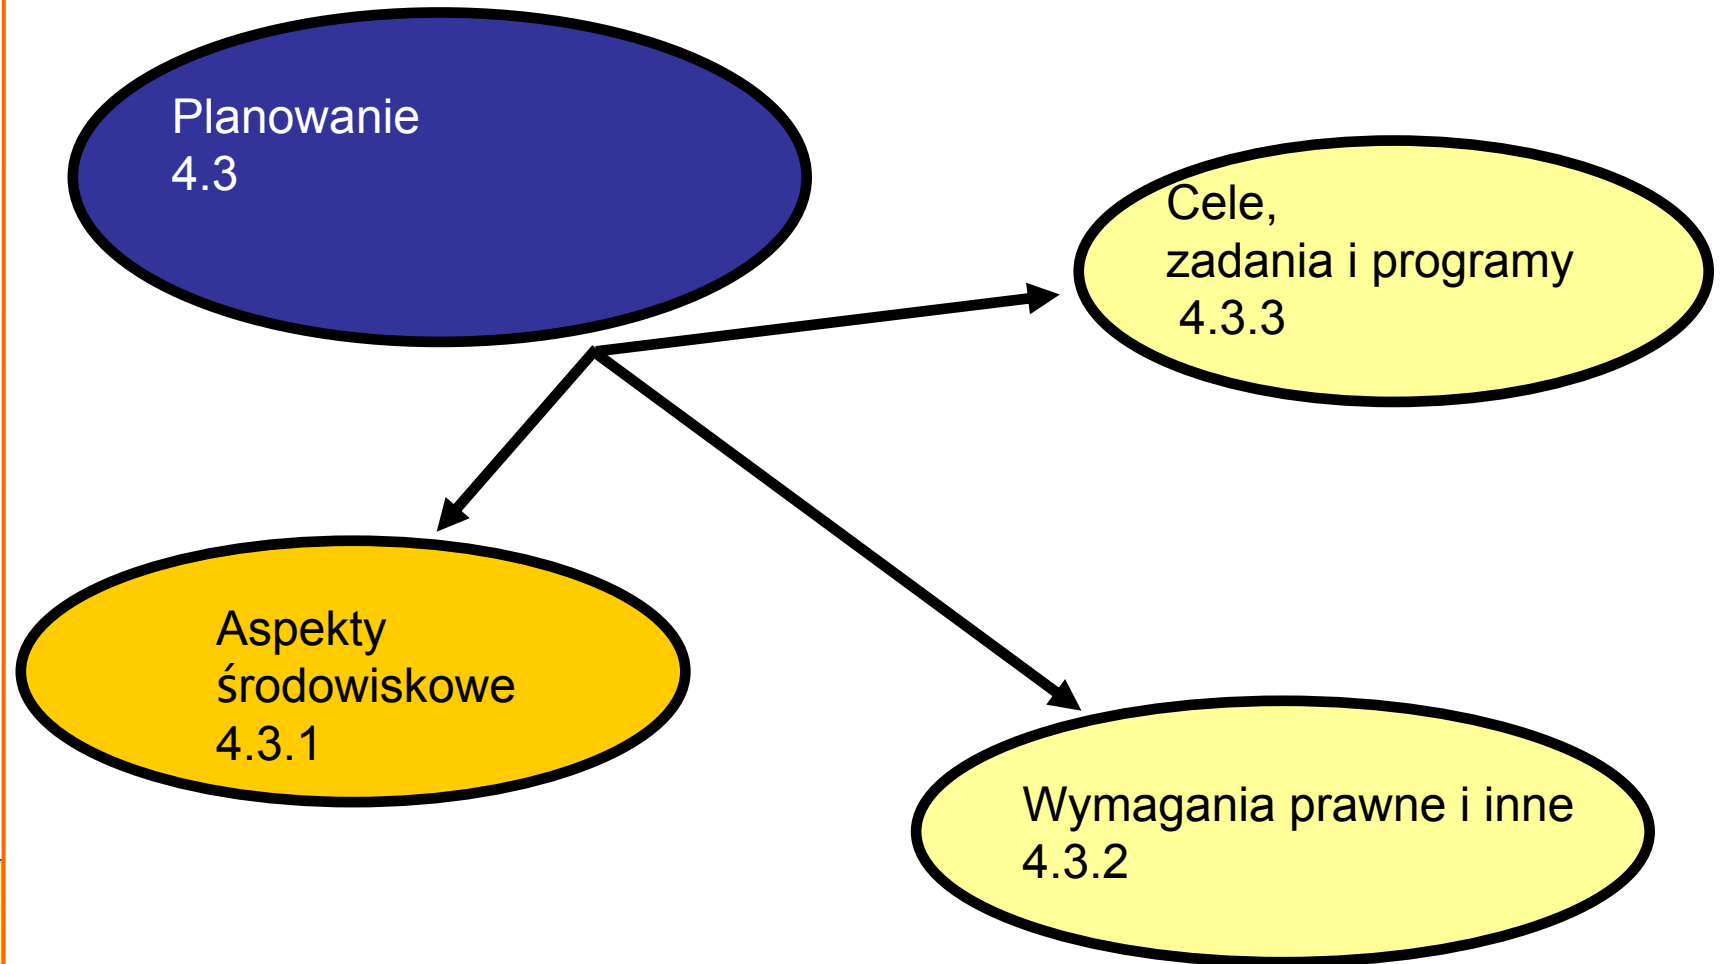 Planowanie
4.3
Cele,
zadania i programy
4.3.3
Aspekty
środowiskowe
4.3.1
Wymagania prawne i inne
4.3.2